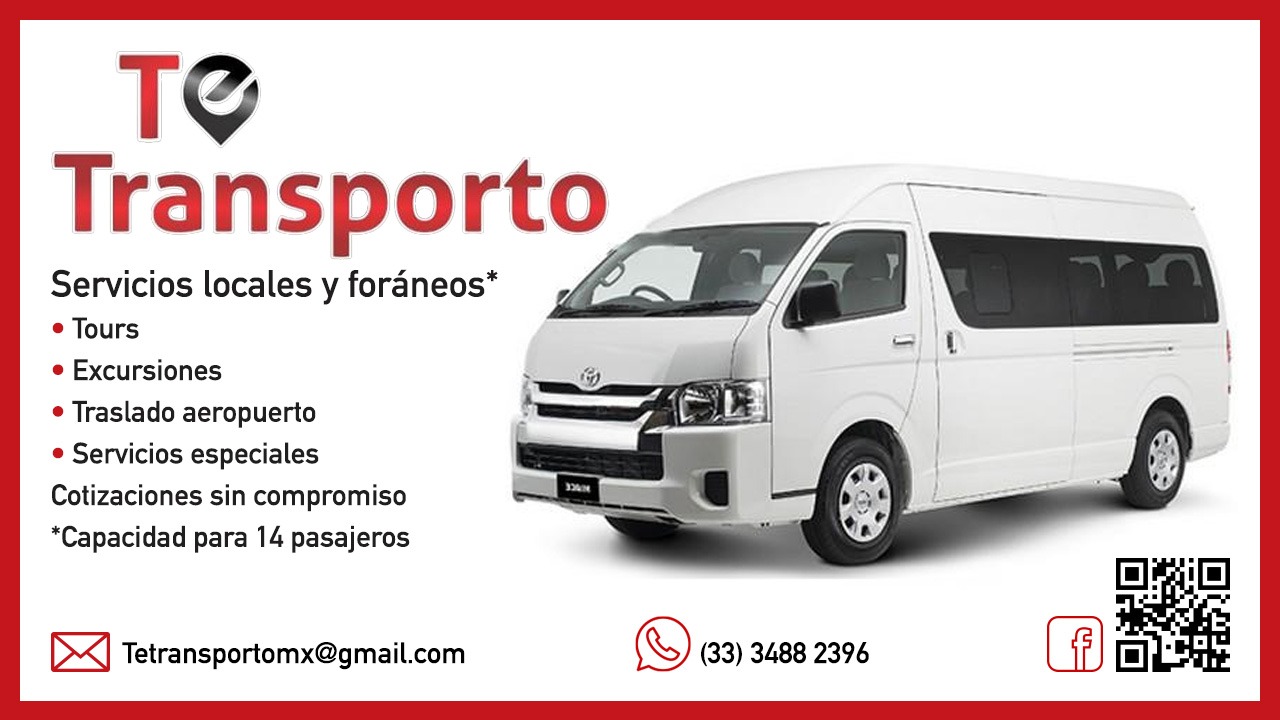 Te
Transporto
Servicios locales y foráneos*
• Tours
• Excursiones
• Traslado aeropuerto
• Servicios especiales
Cotizaciones sin compromiso
*Capacidad para 14 pasajeros
Tetransportomx@gmail.com
(33) 3488 2396